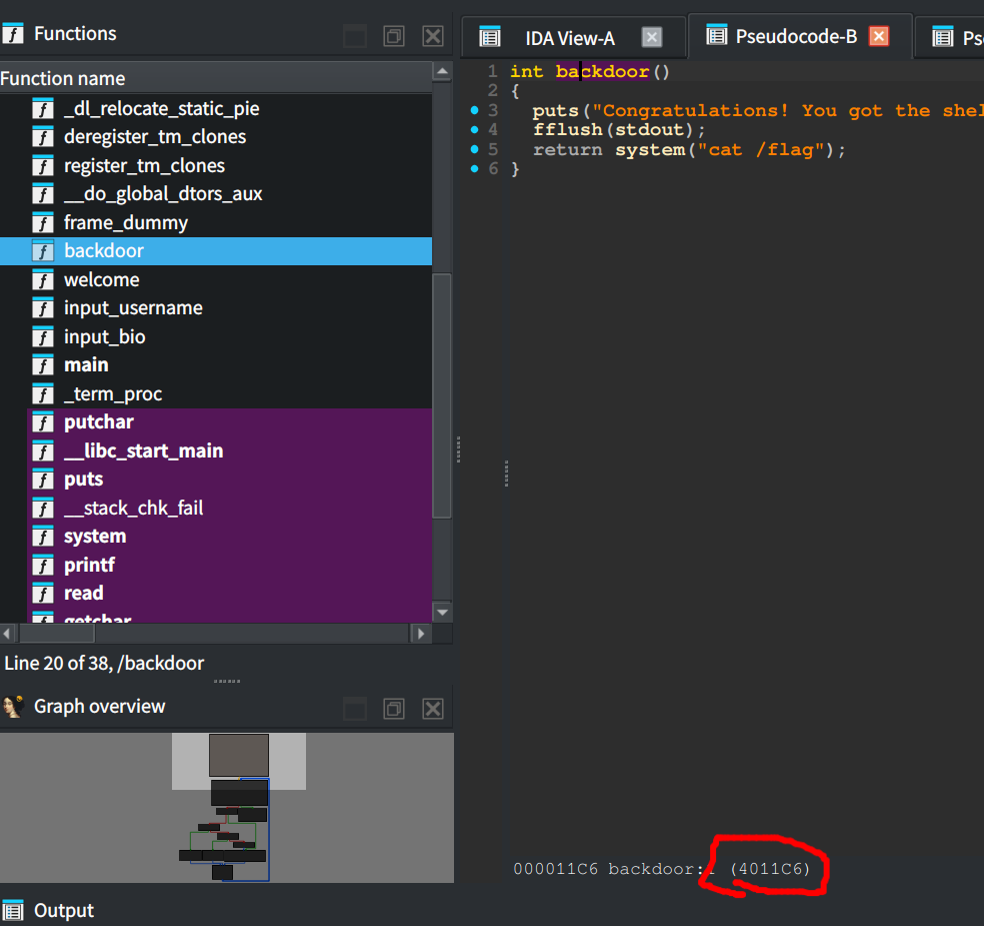 Functions
Function name
_dl_relocate_static_pie
deregister_tm_clones
register_tm_clones
__do_global_dtors_aux
frame_dummy
backdoor
welcome
input_username
input_bio
main
_term_proc
putchar
__libc_start_main
puts
__stack_chk_fail
system
printf
read
getchar
Line 20 of 38, /backdoor
Graph overview
Output
IDA View-A
Pseudocode-B
Ps
1 int backdoor()
2 {
3 puts("Congratulations! You got the shel
4 fflush(stdout);
5 return system("cat /flag");
6 }
000011C6 backdoor:1 (4011C6)